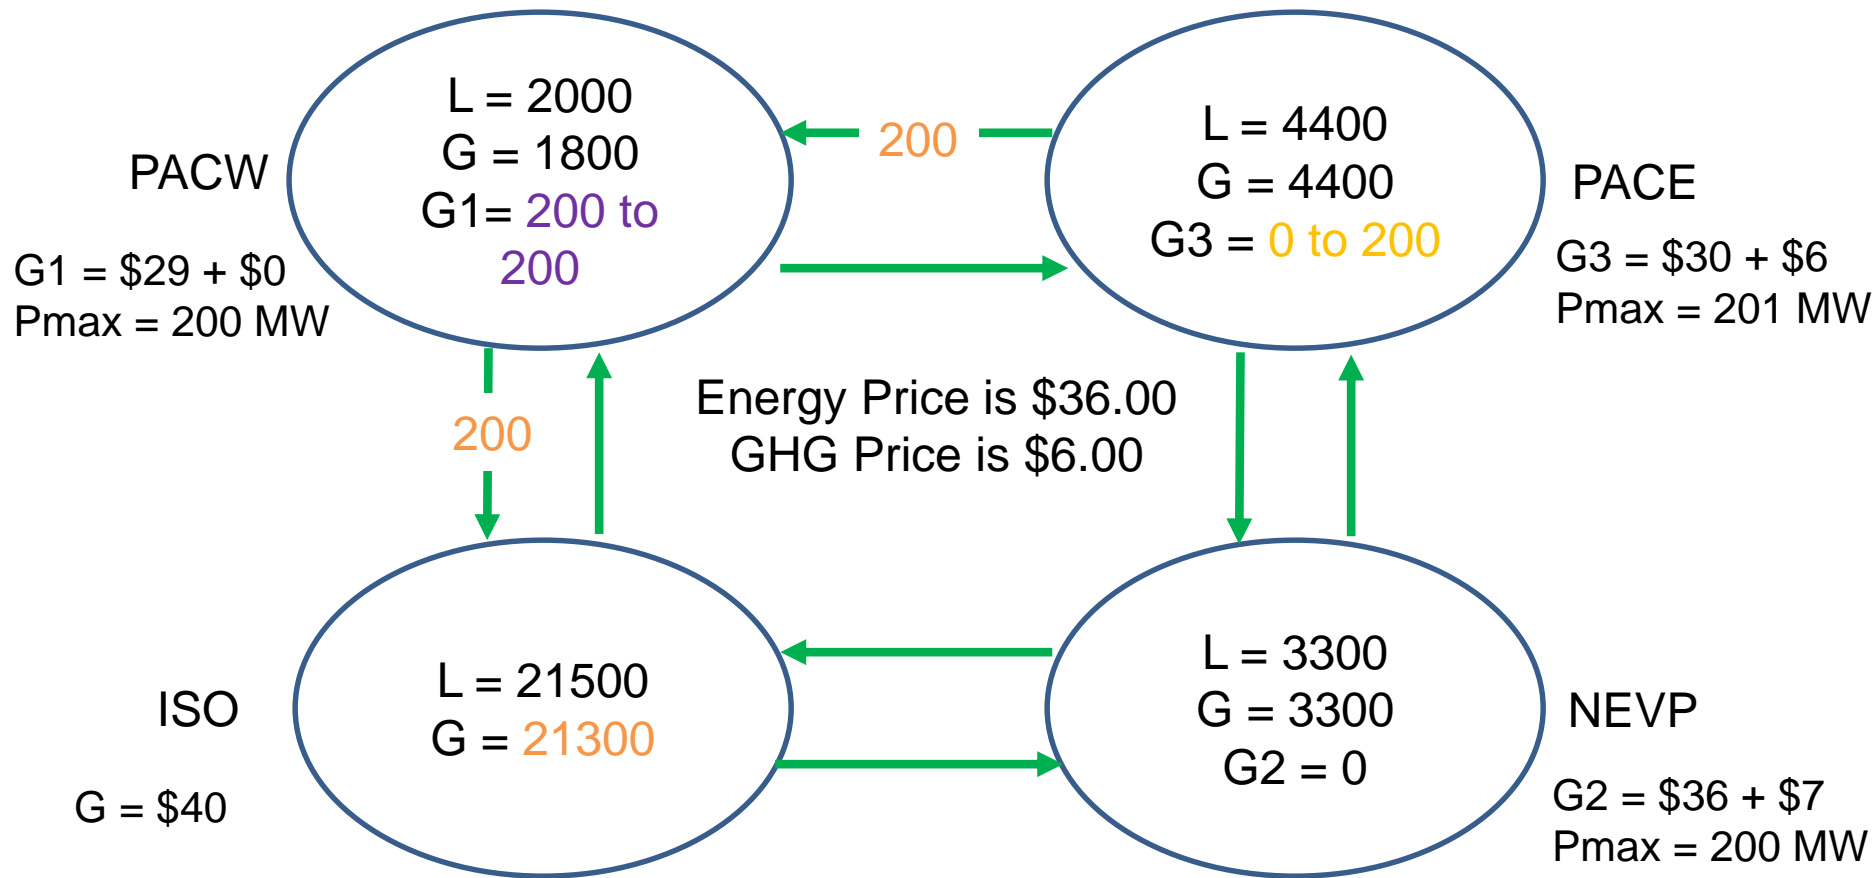 PACW
L = 2000
G = 1800
G1= 200 to
200
G1 = $29 + $0
Pmax = 200 MW
200
L = 4400
G = 4400
G3 = 0 to 200
PACE
G3 = $30 + $6
Pmax = 201 MW
200
Energy Price is $36.00
GHG Price is $6.00
ISO
L = 21500
G = 21300
G = $40
L = 3300
G = 3300
G2 = 0
NEVP
G2 = $36 + $7
Pmax = 200 MW